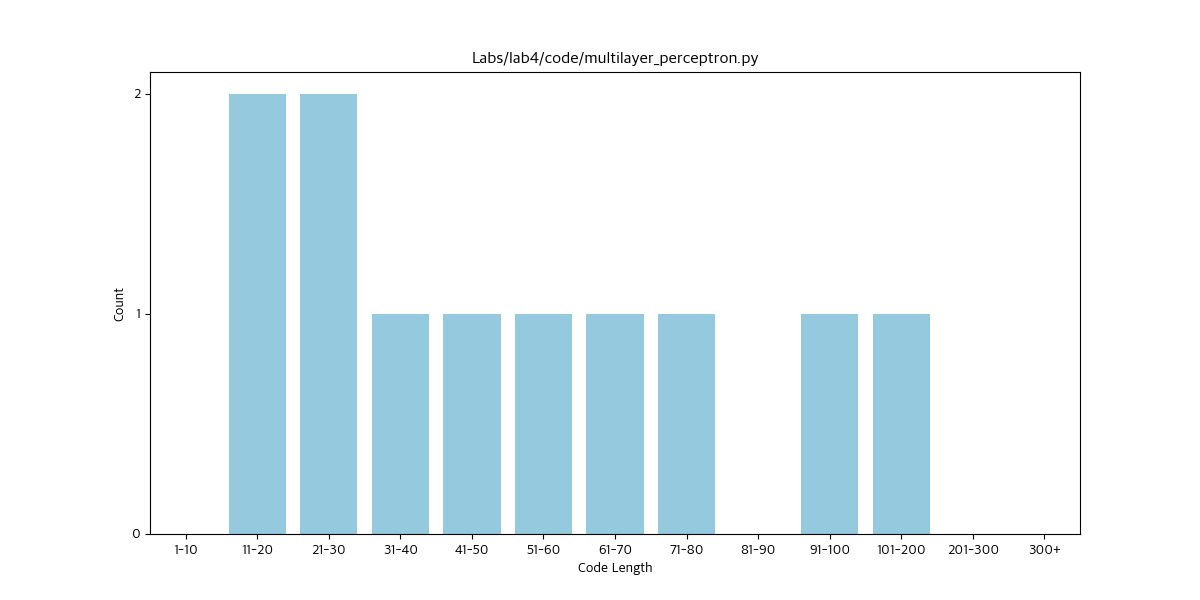 Labs/lab4/code/multilayer_perceptron.py
2
1
0
Count
1-10 11-20 21-30 31-40 41-50 51-60 61-70 71-80 81-90 91-100 101-200 201-300 300+
Code Length